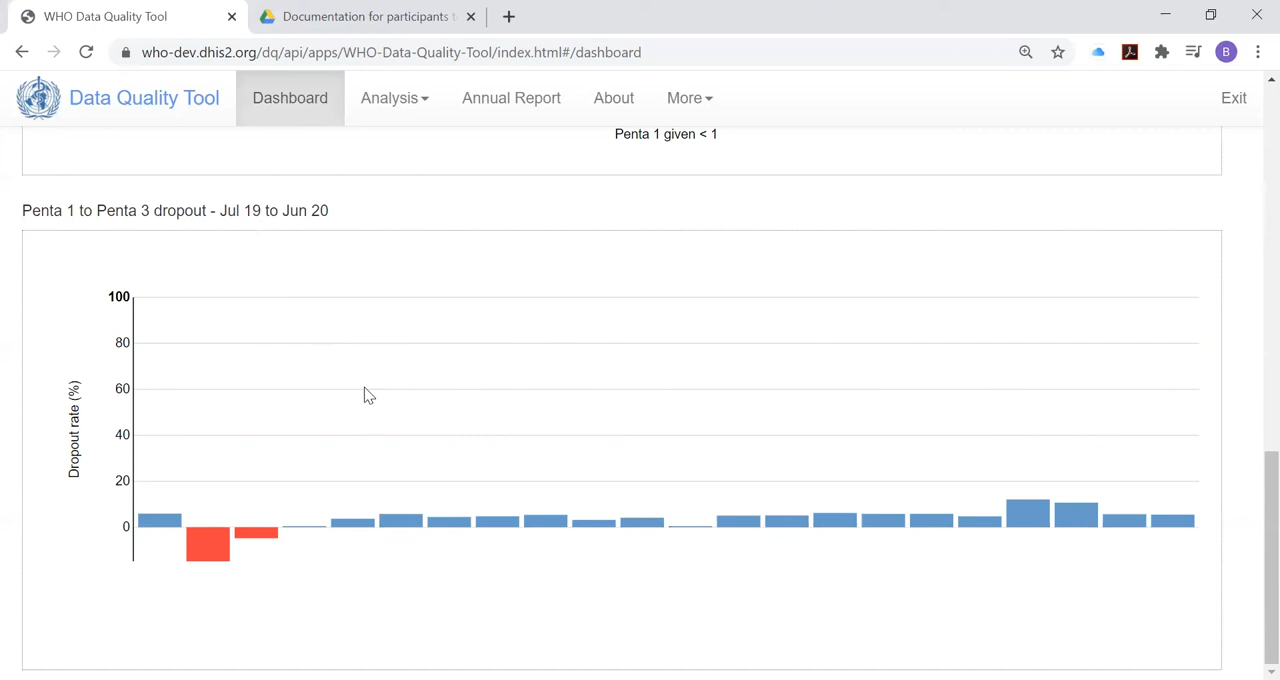 WHO Data Quality Tool
Documentation for participants t
who-dev.dhis2.org/dq/api/apps/WHO-Data-Quality-Tool/index.html#/dashboard
B
Data Quality Tool
Dashboard
Analysis
Annual Report
About
More
Exit
Penta 1 given < 1
Penta 1 to Penta 3 dropout - Jul 19 to Jun 20
Dropout rate (%)
100
80
60
40
20
0